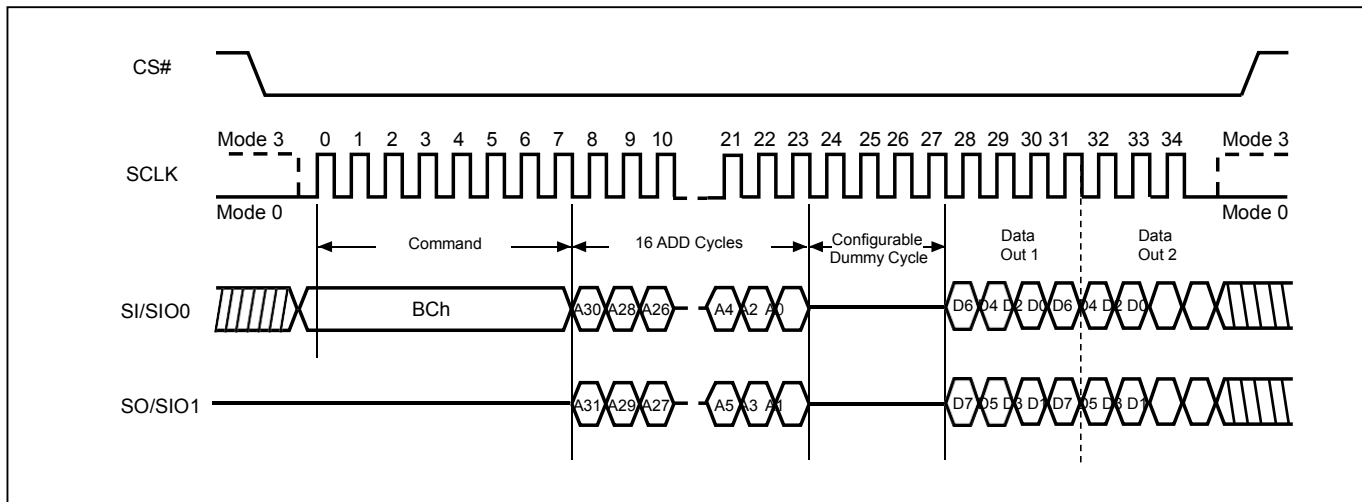 CS#
Mode 3 0 1 2 3 4 5 6 7 8 9 10 21 22 23 24 25 26 27 28 29 30 31 32 33 34 Mode 3
SCLK
Mode 0 Mode 0
Command 16 ADD Cycles Configurable Dummy Cycle Data Out 1 Data Out 2
SI/SIO0 BCh A30 A28 A26 A4 A2 A0 D6 D4 D2 D0 D6 D4 D2 D0
SO/SIO1 A31 A29 A27 A5 A3 A1 D7 D5 D3 D1 D7 D5 D3 D1